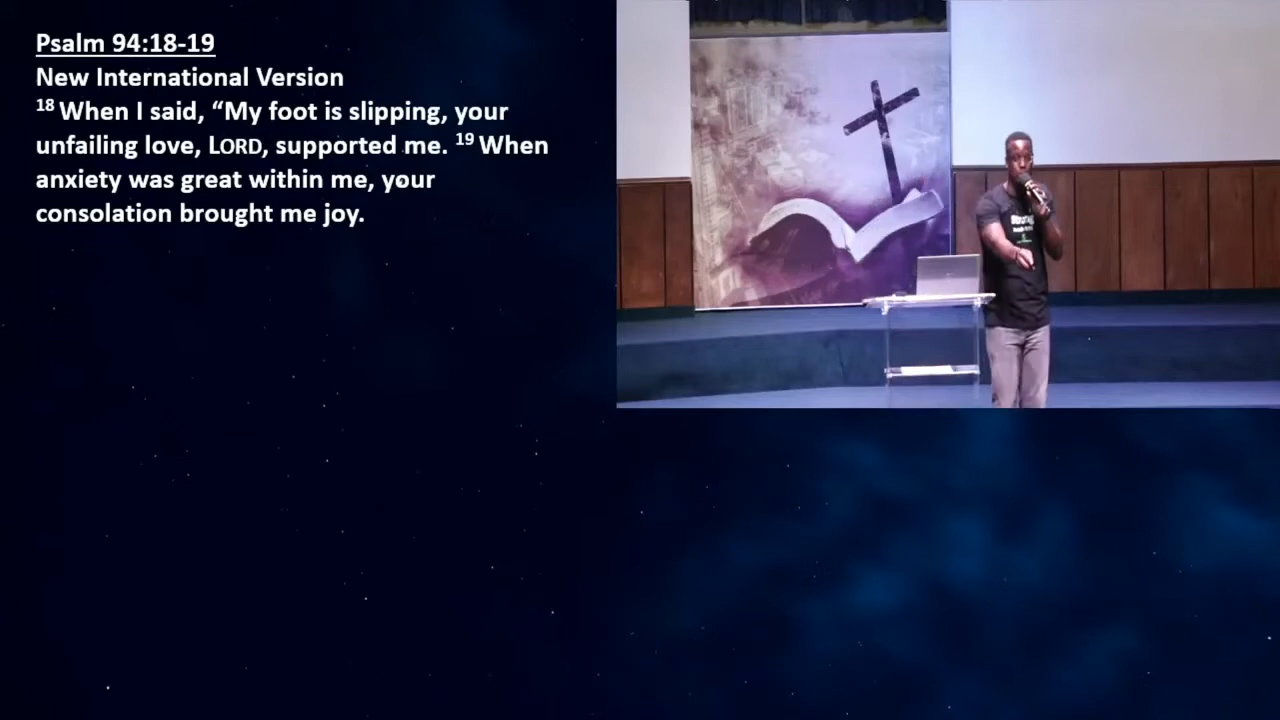 Psalm 94:18-19
New International Version
18 When I said, “My foot is slipping, your
unfailing love, LORD, supported me. 19 When
anxiety was great within me, your
consolation brought me joy.